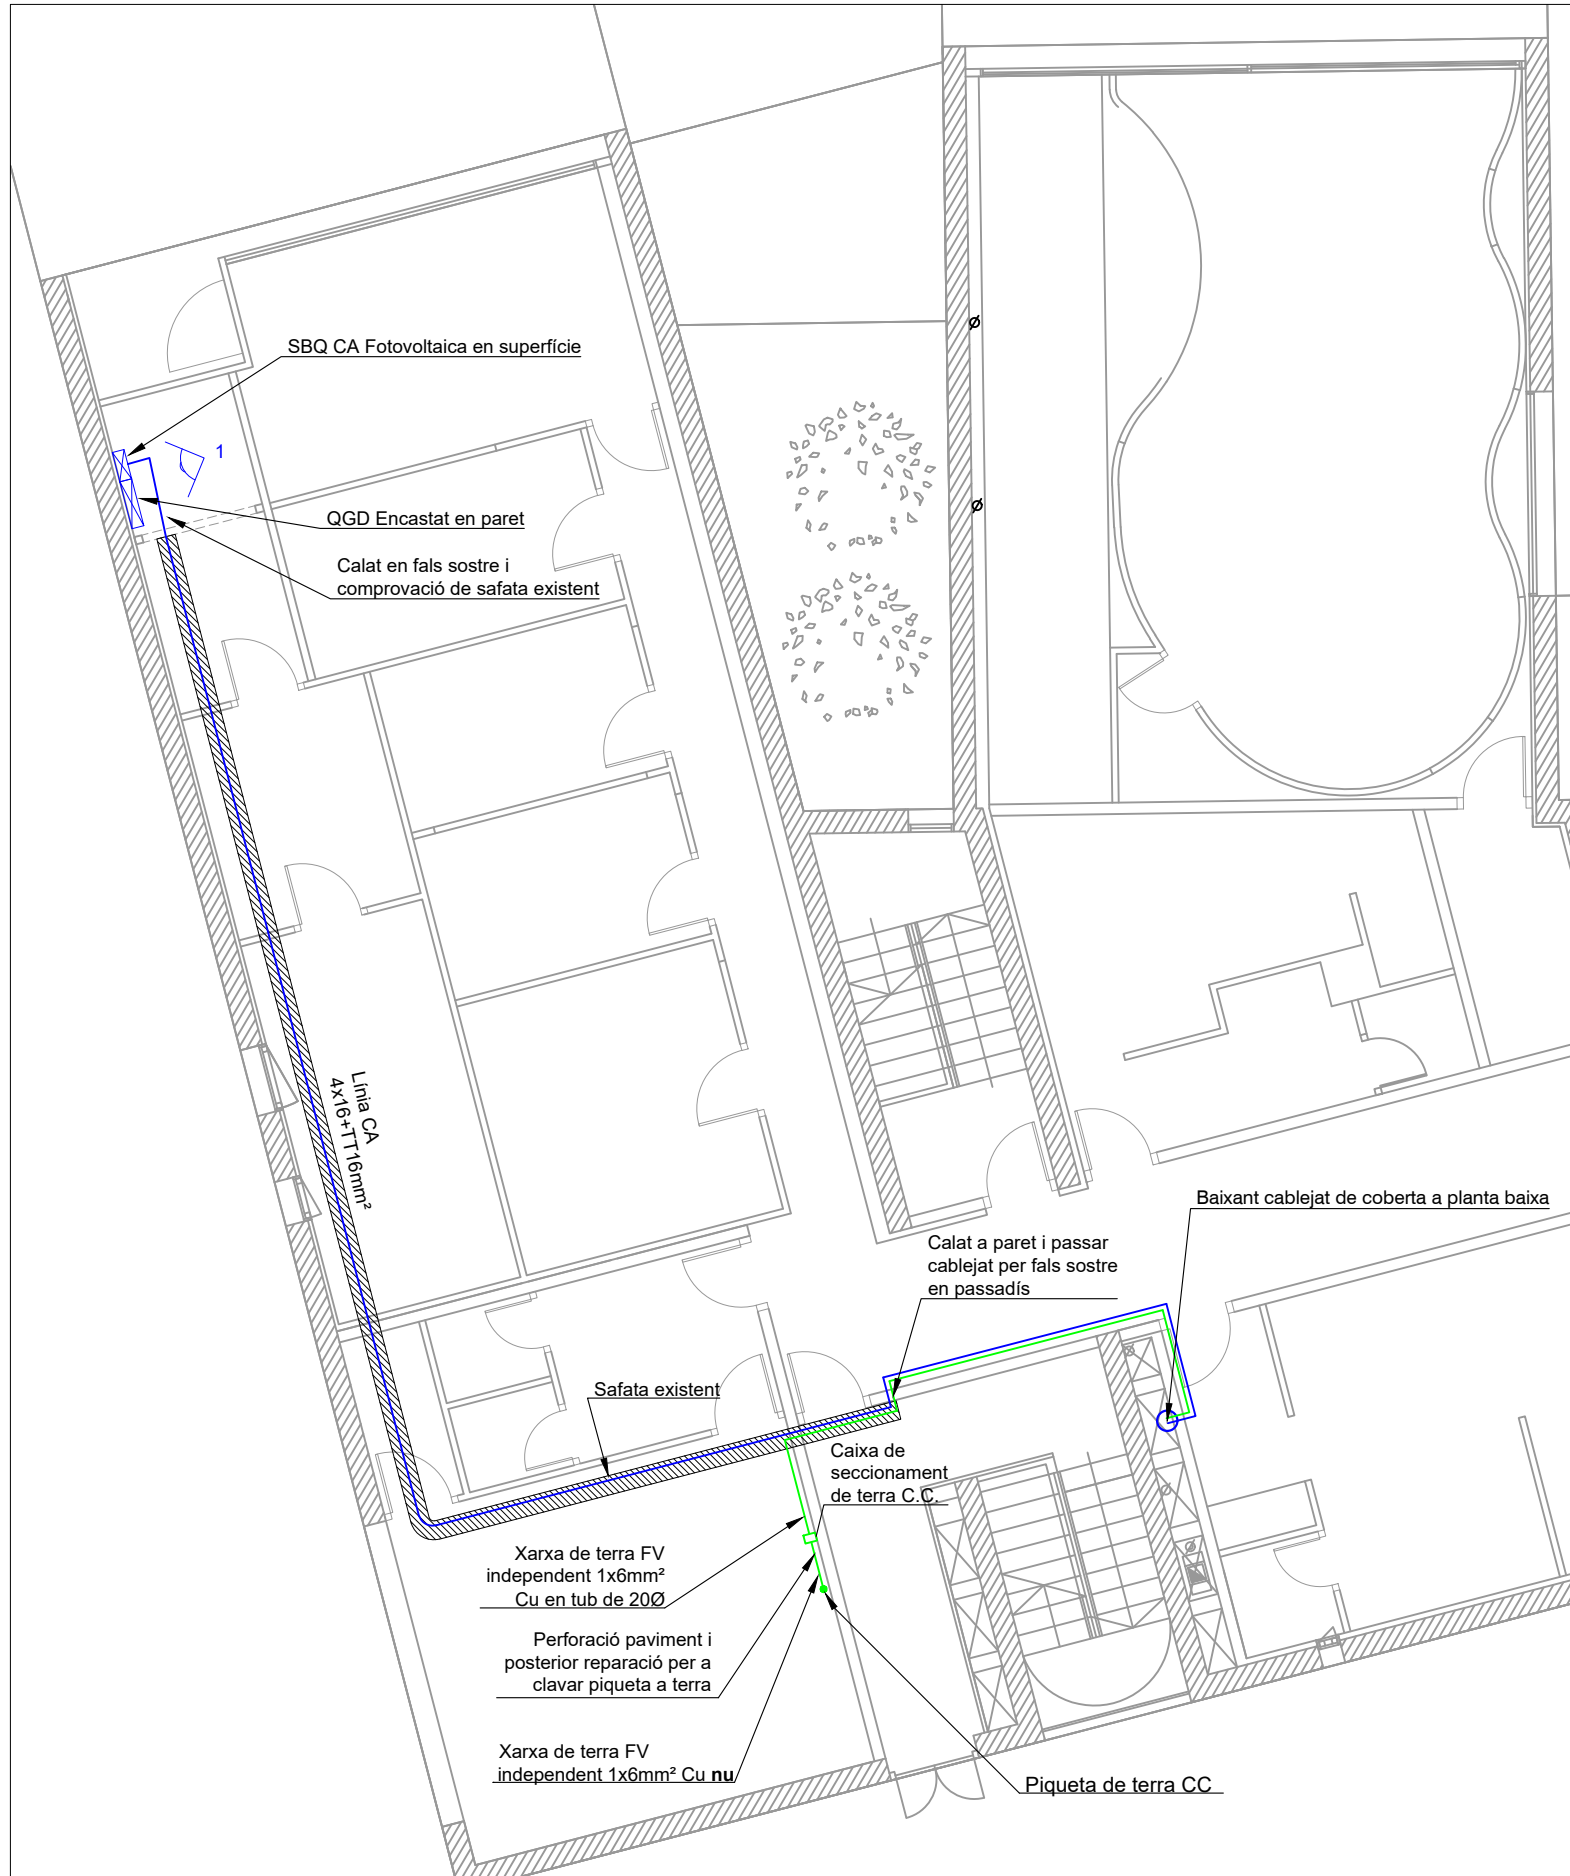 SBQ CA Fotovoltaica en superfície
1
QGD Encastat en paret
Calat en fals sostre i
comprovació de safata existent
Línia CA
4x16+TT16mm²
Baixant cablejat de coberta a planta baixa
Calat a paret i passar
cablejat per fals sostre
en passadís
Safata existent
Caixa de
seccionament
de terra C.C.
Xarxa de terra FV
independent 1x6mm²
Cu en tub de 20Ø
Perforació paviment i
posterior reparació per a
clavar piqueta a terra
Xarxa de terra FV
independent 1x6mm² Cu nu
Piqueta de terra CC